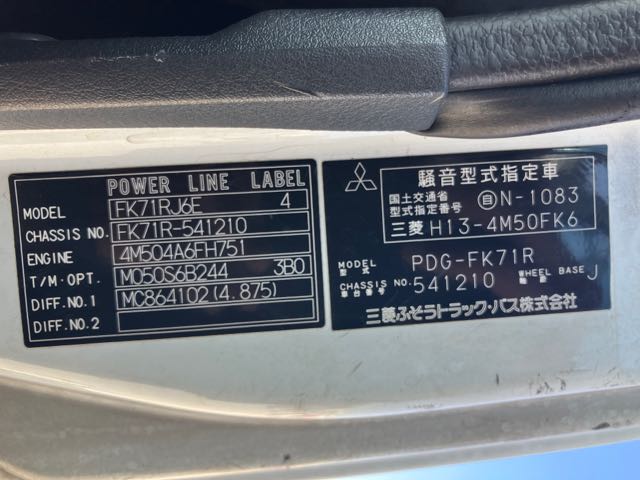 POWER LINE LABEL
MODEL FK71RJ6E 4
CHASSIS NO. FK71R-541210
ENGINE 4M504A6FH751
T/M・OPT. M050S6B244 3B0
DIFF.NO.1 MC864102(4.875)
DIFF.NO.2
騒音型式指定車
国土交通省
型式指定番号 自N-1083
三菱 H13-4M50FK6
MODEL 型式 PDG-FK71R
CHASSIS NO. 車台番号 541210 WHEEL BASE 軸距 J
三菱ふそうトラック・バス株式会社